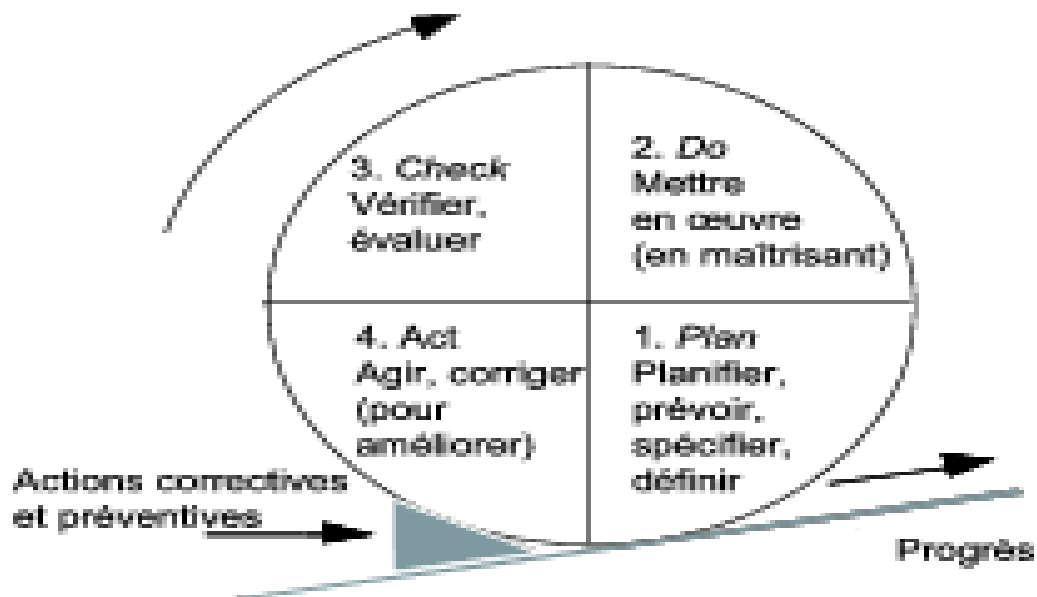 3. Check
Vérifier,
évaluer
2. Do
Mettre
en œuvre
(en maîtrisant)
4. Act
Agir, corriger
(pour
améliorer)
1. Plan
Planifier,
prévoir,
spécifier,
définir
Actions correctives
et préventives
Progrès